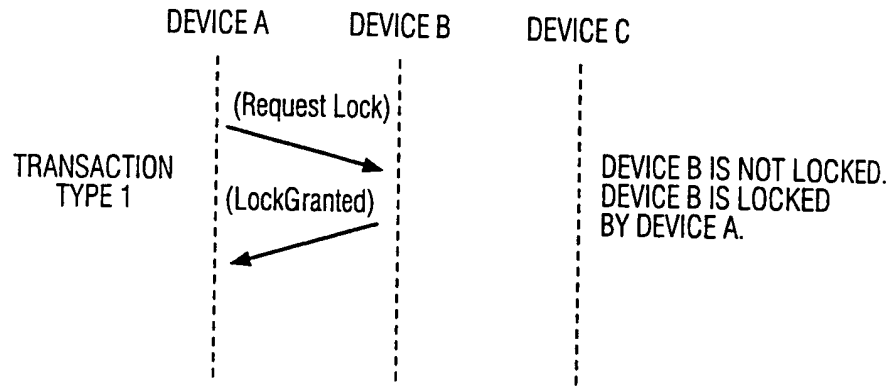 DEVICE A DEVICE B DEVICE C
(Request Lock)
TRANSACTION
TYPE 1
(LockGranted)
DEVICE B IS NOT LOCKED.
DEVICE B IS LOCKED
BY DEVICE A.